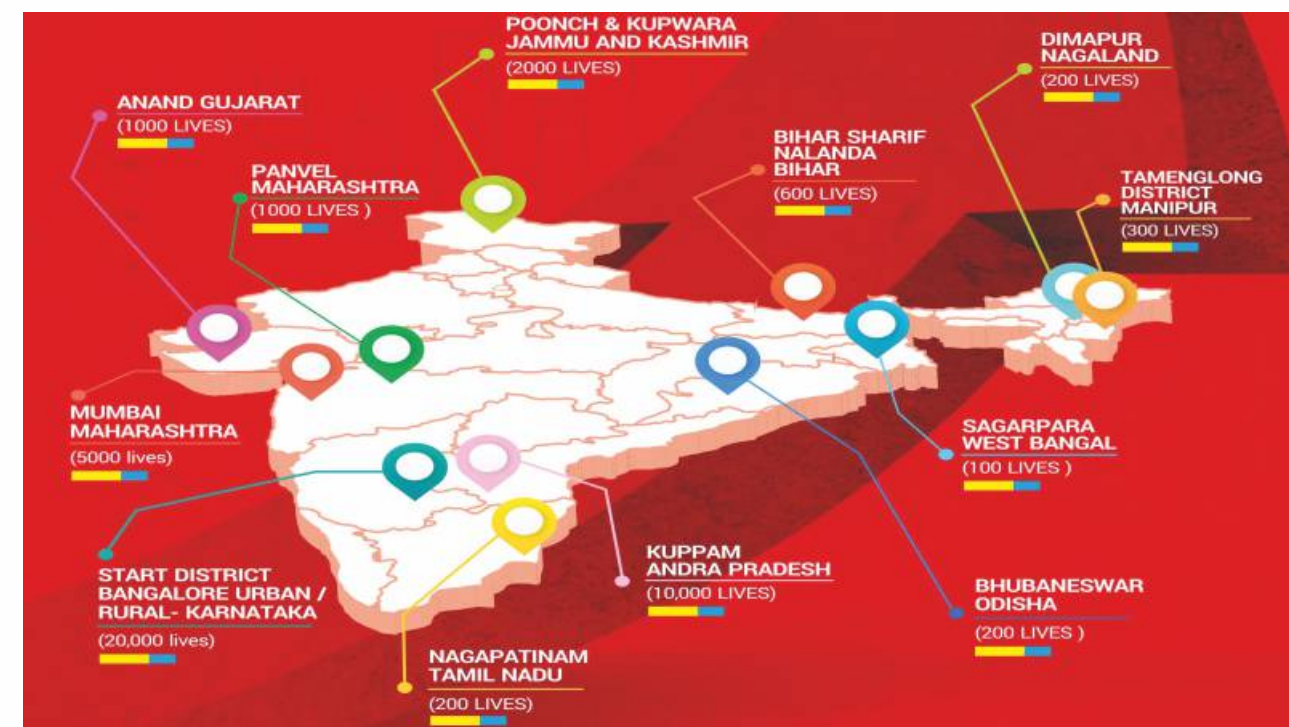 POONCH & KUPWARA
JAMMU AND KASHMIR
(2000 LIVES)
DIMAPUR
NAGALAND
(200 LIVES)
ANAND GUJARAT
(1000 LIVES)
PANVEL
MAHARASHTRA
(1000 LIVES )
BIHAR SHARIF
NALANDA
BIHAR
(600 LIVES)
TAMENGLONG
DISTRICT
MANIPUR
(300 LIVES)
MUMBAI
MAHARASHTRA
(5000 lives)
SAGARPARA
WEST BANGAL
(100 LIVES )
START DISTRICT
BANGALORE URBAN /
RURAL- KARNATAKA
(20,000 lives)
KUPPAM
ANDRA PRADESH
(10,000 LIVES)
BHUBANESWAR
ODISHA
(200 LIVES )
NAGAPATINAM
TAMIL NADU
(200 LIVES)